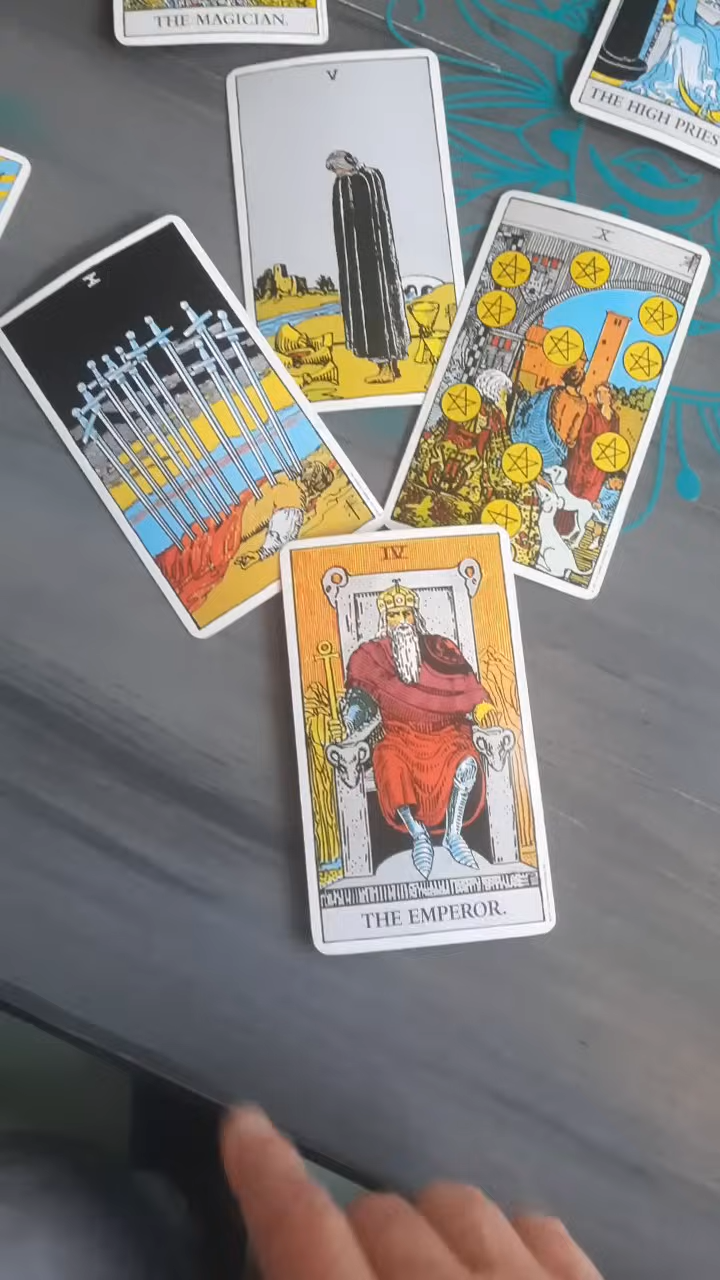 THE MAGICIAN.
THE HIGH PRIES
V
X
X
IV.
THE EMPEROR.